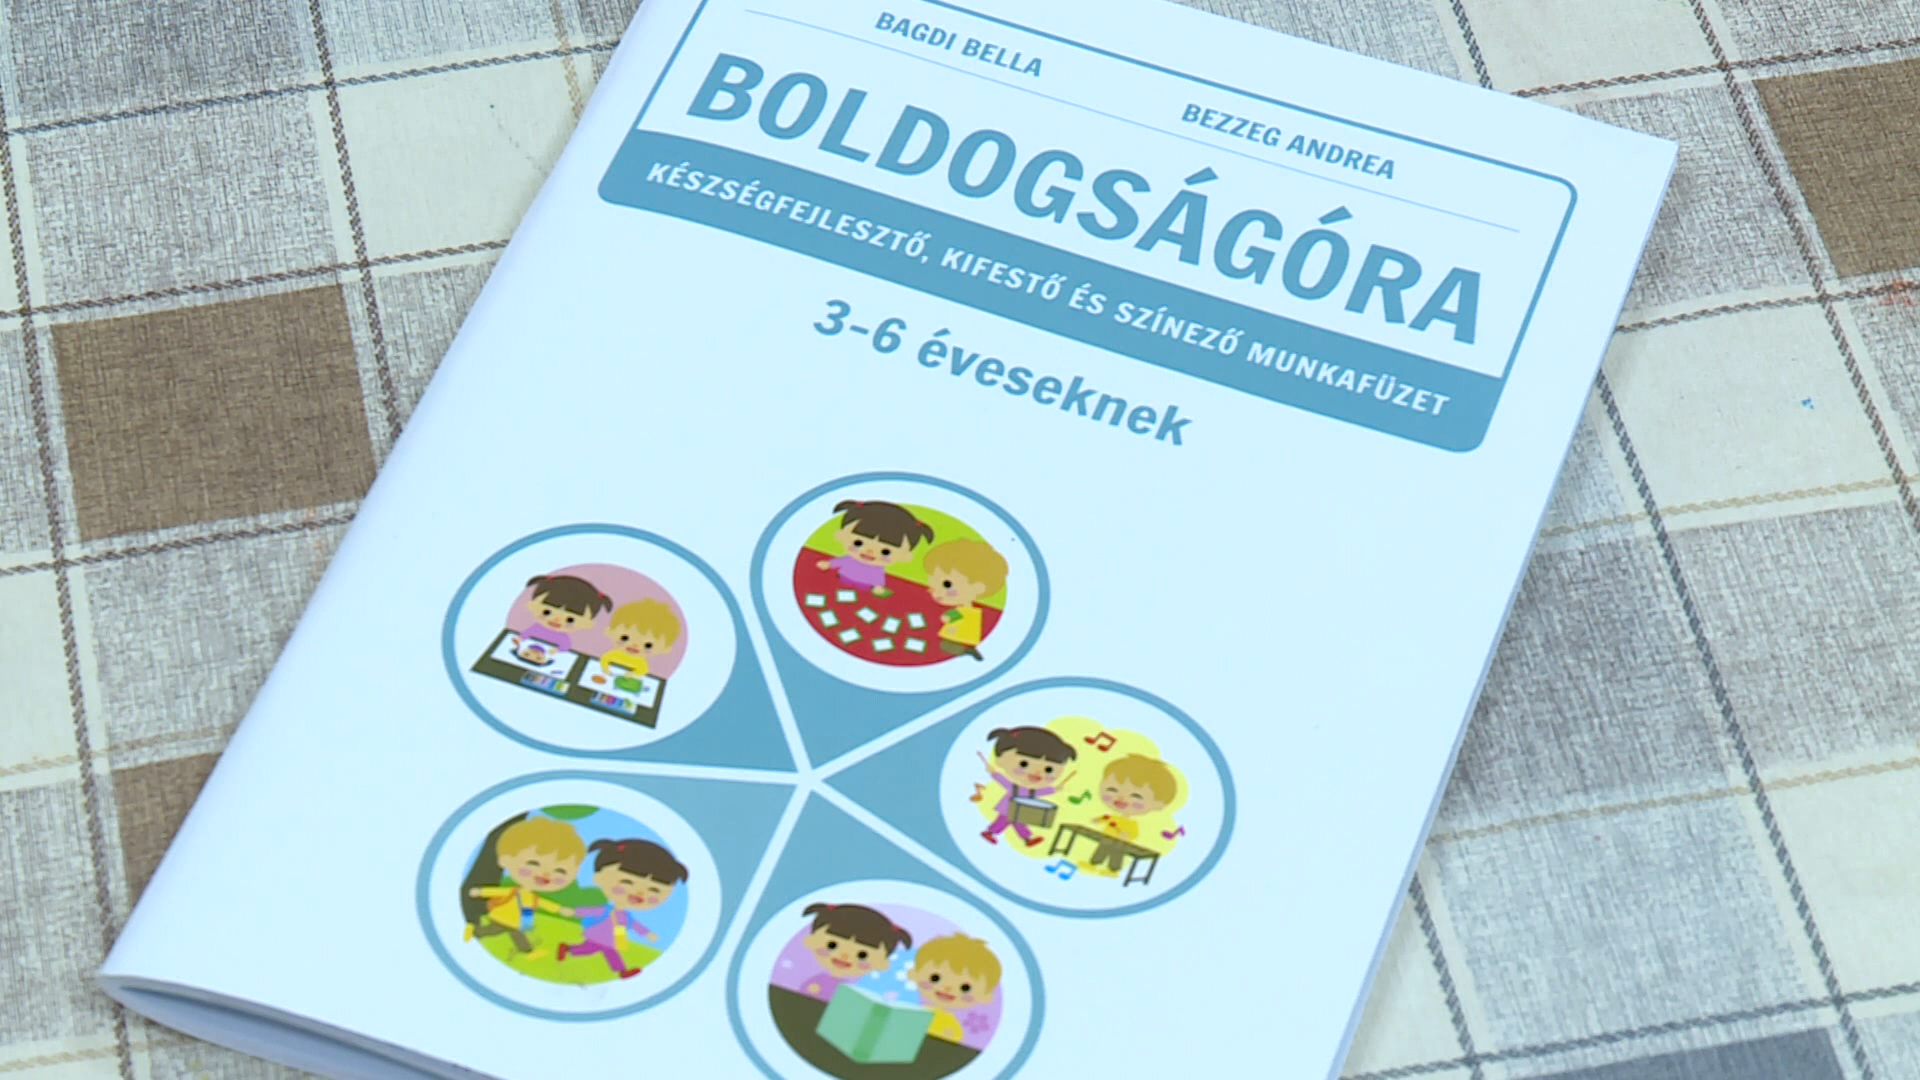 BAGDI BELLA
BEZZEG ANDREA
BOLDOGSÁGÓRA
KÉSZSÉGFEJLESZTŐ, KIFESTŐ ÉS SZÍNEZŐ MUNKAFÜZET
3-6 éveseknek